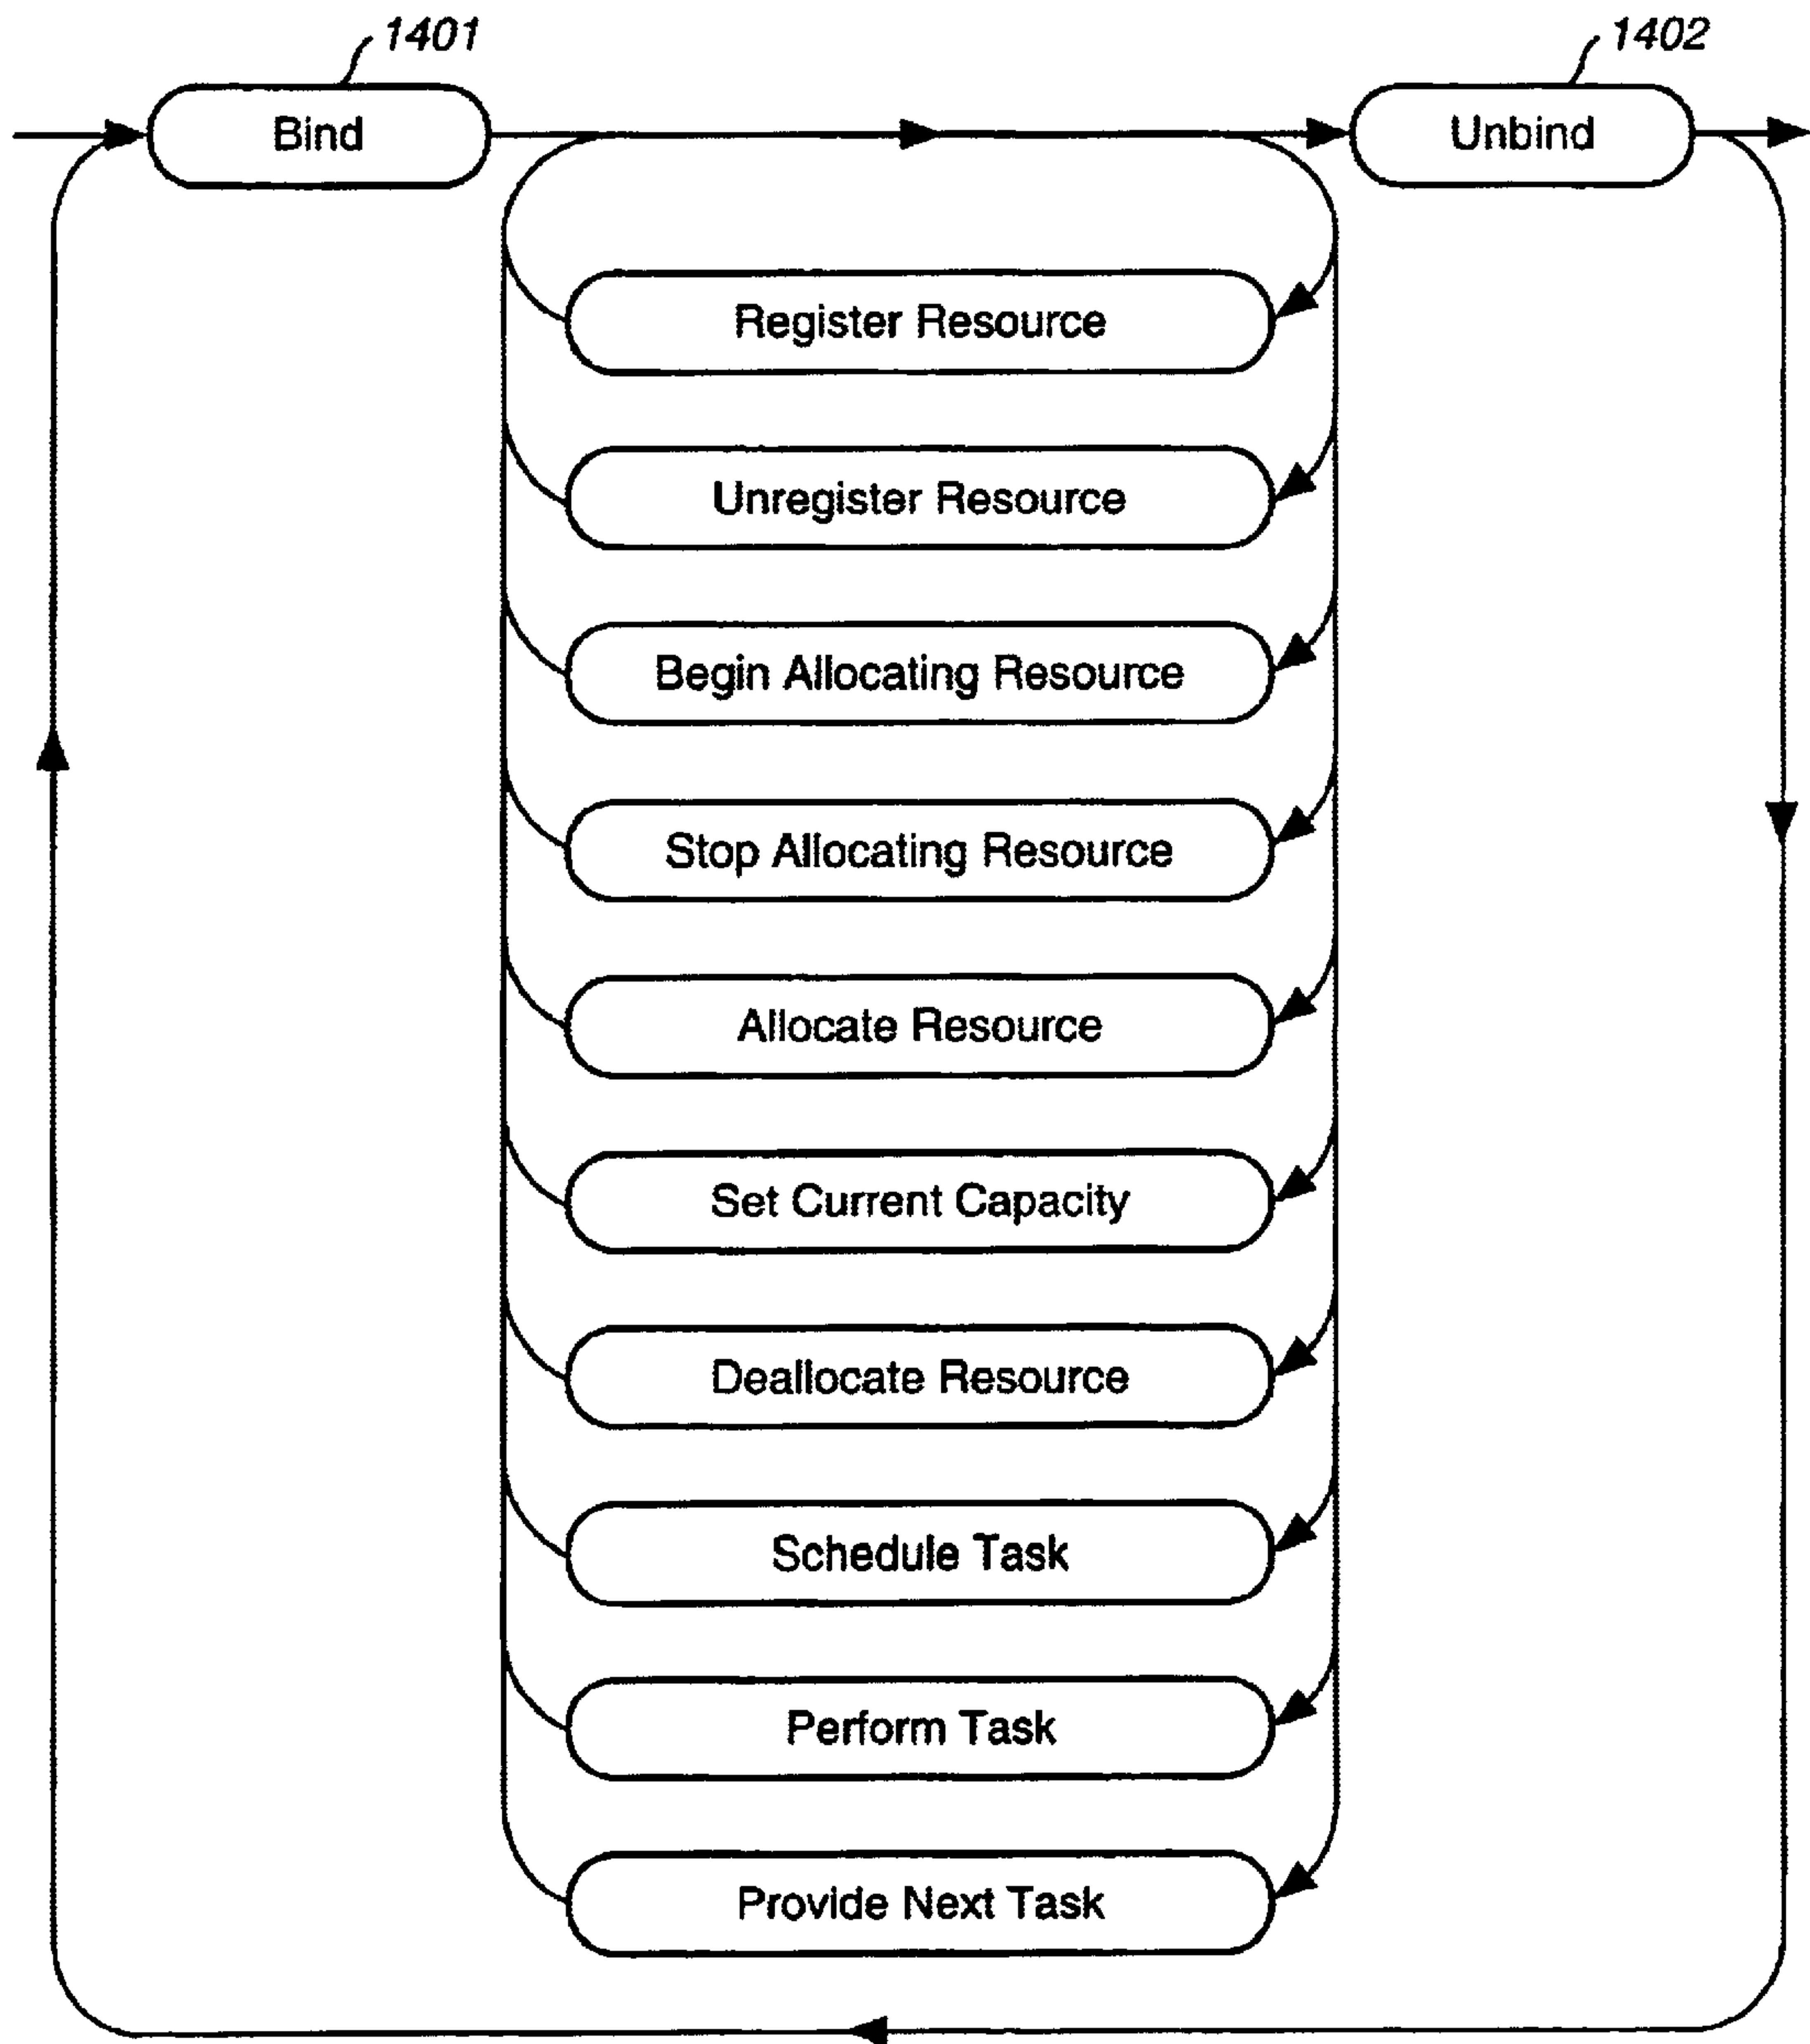 1401
1402
Bind
Unbind
Register Resource
Unregister Resource
Begin Allocating Resource
Stop Allocating Resource
Allocate Resource
Set Current Capacity
Deallocate Resource
Schedule Task
Perform Task
Provide Next Task